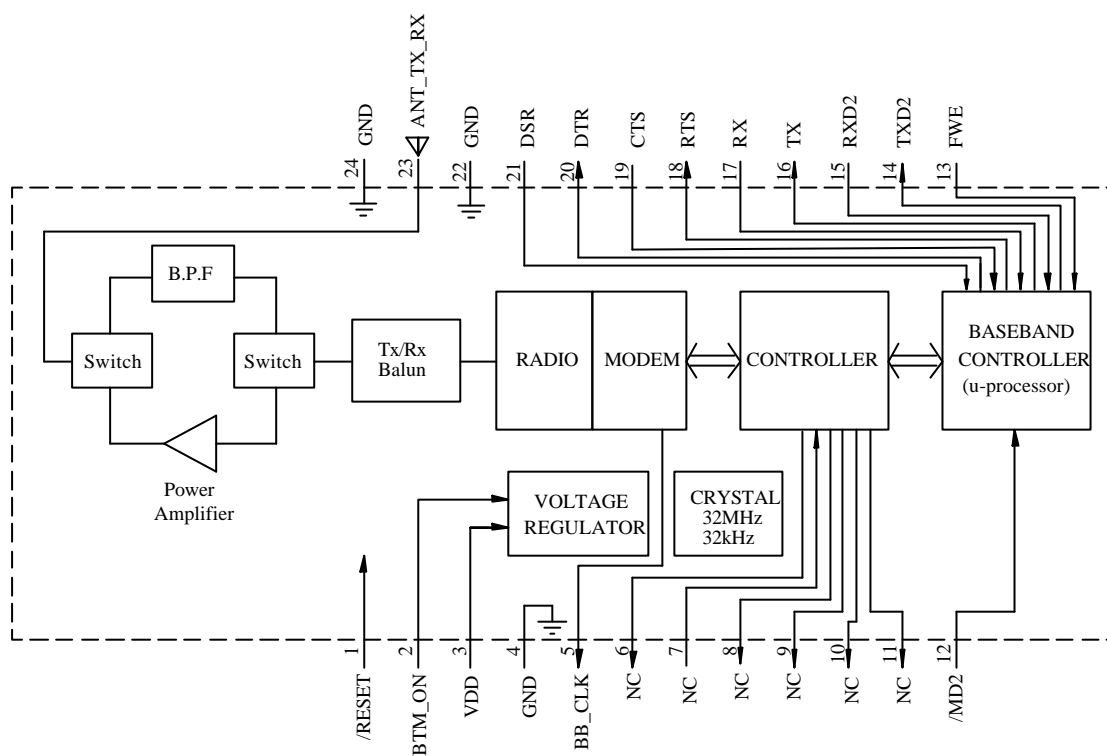 GND
ANT_TX_RX
GND
DSR
DTR
CTS
RTS
RX
TX
RXD2
TXD2
FWE
24
23
22
21
20
19
18
17
16
15
14
13
B.P.F
Switch
Switch
Tx/Rx
Balun
RADIO
MODEM
CONTROLLER
BASEBAND
CONTROLLER
(u-processor)
Power
Amplifier
VOLTAGE
REGULATOR
CRYSTAL
32MHz
32kHz
1
2
3
4
5
6
7
8
9
10
11
12
/RESET
BTM_ON
VDD
GND
BB_CLK
NC
NC
NC
NC
NC
NC
/MD2